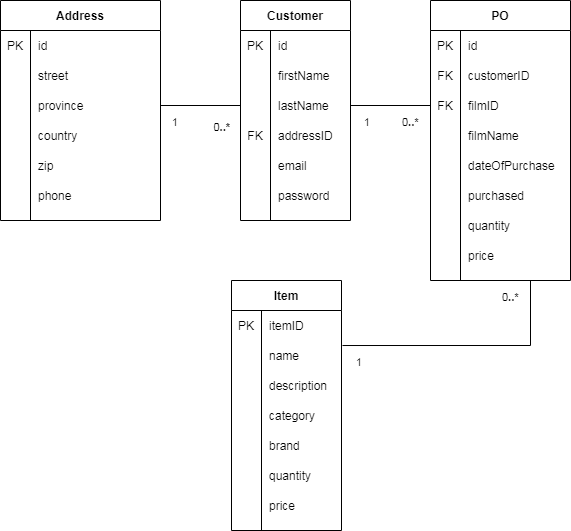 Address
PK id
street
province
country
zip
phone
1
0..*
Customer
PK id
firstName
lastName
FK addressID
email
password
1
0..*
PO
PK id
FK customerID
FK filmID
filmName
dateOfPurchase
purchased
quantity
price
0..*
1
Item
PK itemID
name
description
category
brand
quantity
price